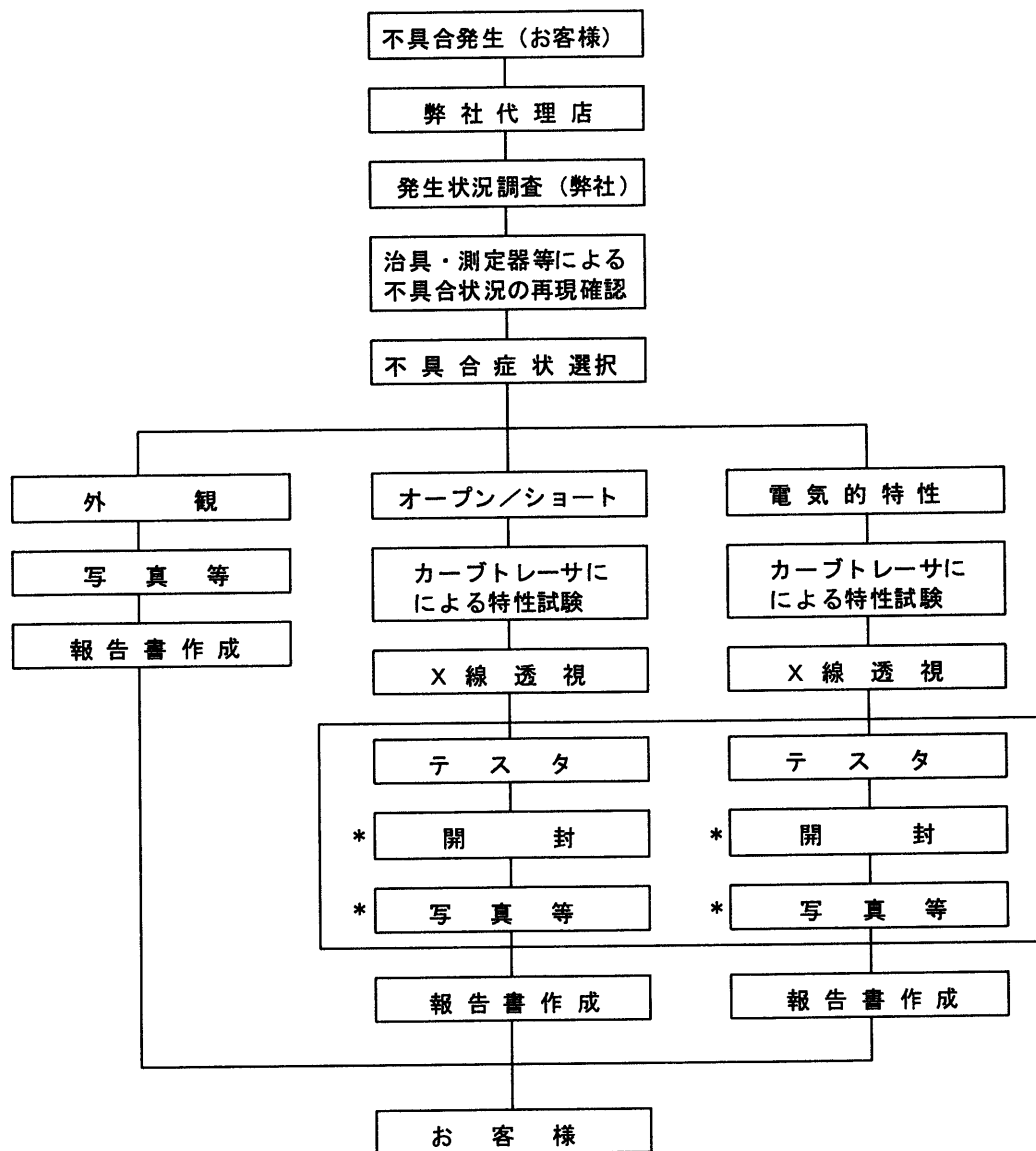 不具合発生（お客様）
弊社代理店
発生状況調査（弊社）
治具・測定器等による
不具合状況の再現確認
不具合症状選択
外観
写真等
報告書作成
オープン／ショート
カーブトレーサに
による特性試験
X線透視
テスタ
* 開封
* 写真等
報告書作成
電気的特性
カーブトレーサに
による特性試験
X線透視
テスタ
* 開封
* 写真等
報告書作成
お客様